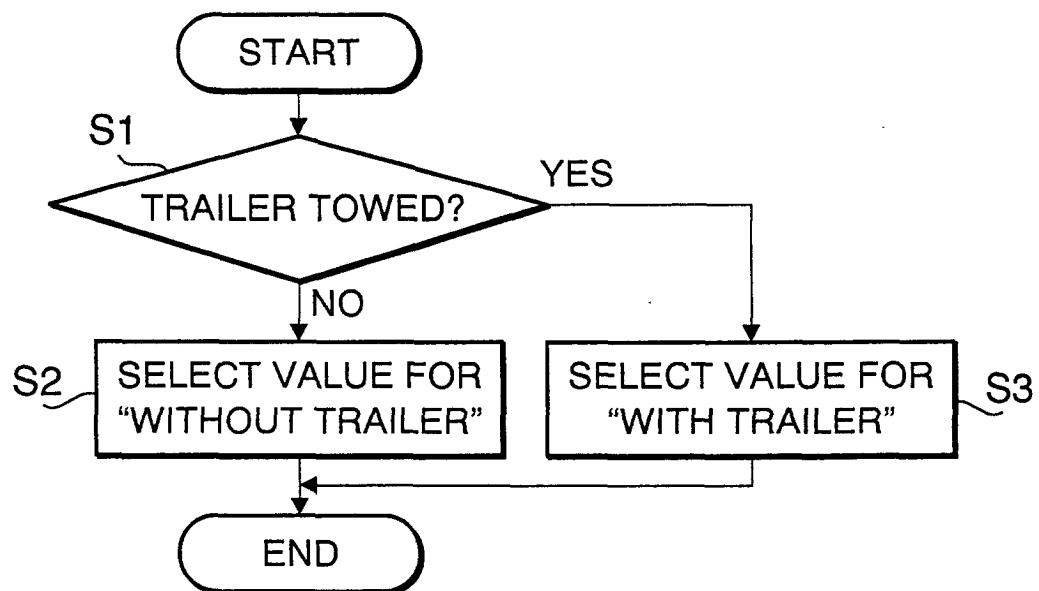 START
S1
TRAILER TOWED?
YES
NO
S2
SELECT VALUE FOR
“WITHOUT TRAILER”
SELECT VALUE FOR
“WITH TRAILER”
S3
END